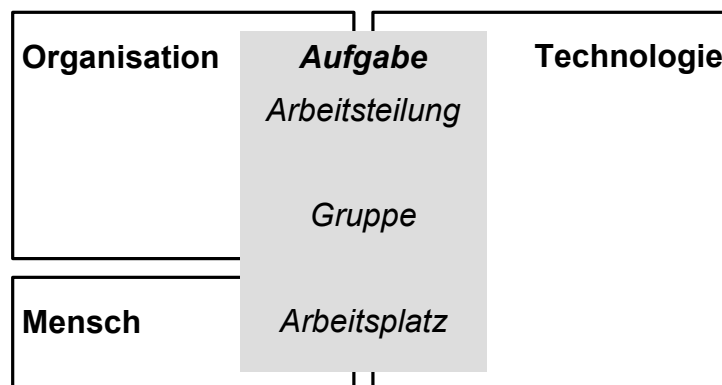 Organisation
Aufgabe
Technologie
Arbeitsteilung
Gruppe
Mensch
Arbeitsplatz